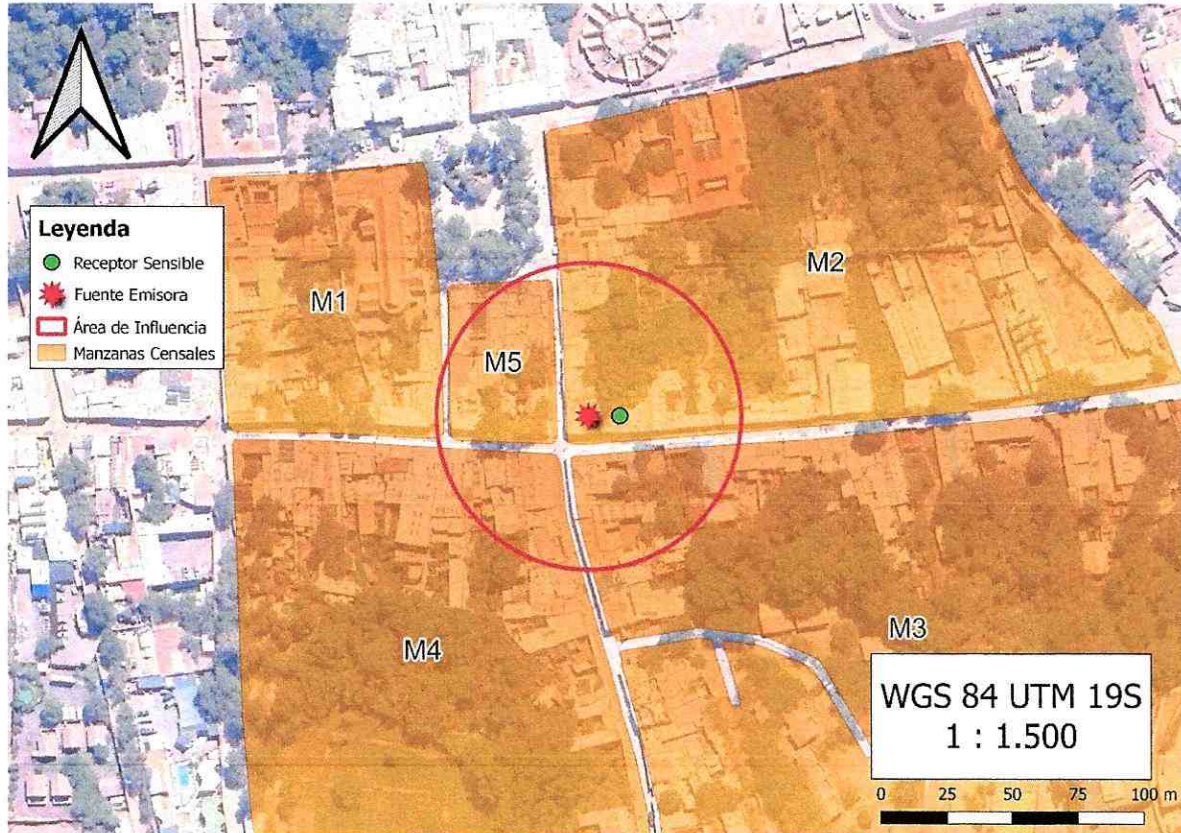 Leyenda
Receptor Sensible
Fuente Emisora
Área de Influencia
Manzanas Censales
M1
M2
M5
M4
M3
WGS 84 UTM 19S
1 : 1.500
0 25 50 75 100 m